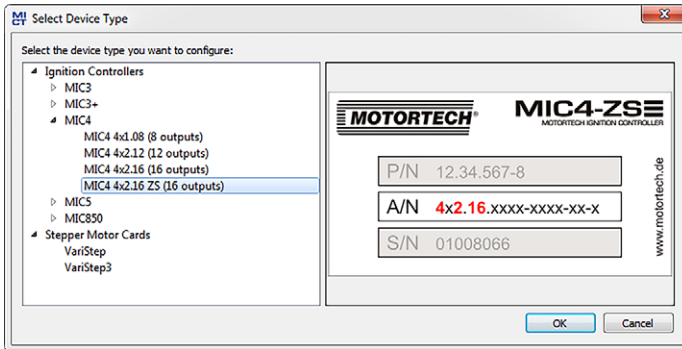 MICT Select Device Type
Select the device type you want to configure:
Ignition Controllers
MIC3
MIC3+
MIC4
MIC4 4x1.08 (8 outputs)
MIC4 4x2.12 (12 outputs)
MIC4 4x2.16 (16 outputs)
MIC4 4x2.16 ZS (16 outputs)
MIC5
MIC850
Stepper Motor Cards
VariStep
VariStep3
MOTORTECH®
MIC4-ZS
MOTORTECH IGNITION CONTROLLER
P/N 12.34.567-8
A/N 4x2.16.xxxx-xxxx-xx-x
S/N 01008066
www.motortech.de
OK Cancel